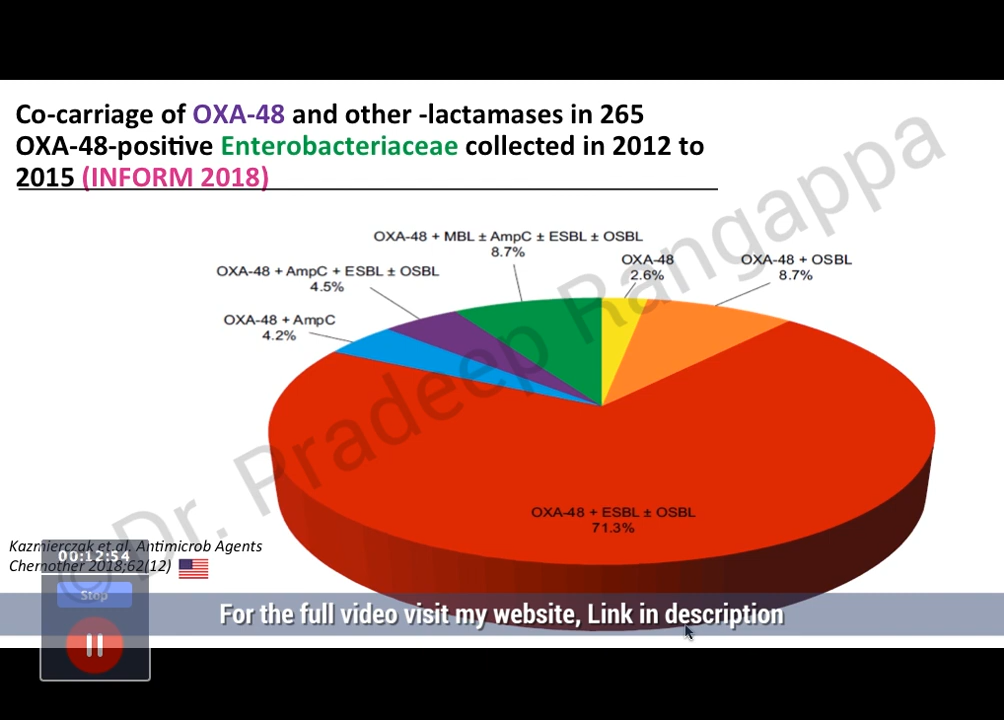 Co-carriage of OXA-48 and other -lactamases in 265
OXA-48-positive Enterobacteriaceae collected in 2012 to
2015 (INFORM 2018)
OXA-48 + MBL ± AmpC ± ESBL ± OSBL
8.7%
OXA-48
2.6%
OXA-48 + OSBL
8.7%
OXA-48 + AmpC + ESBL ± OSBL
4.5%
OXA-48 + AmpC
4.2%
OXA-48 + ESBL ± OSBL
71.3%
© Dr. Pradeep Rangappa
Kazmierczak et al. Antimicrob Agents
Chemother 2018;62(12)
00:12:54
Stop
For the full video visit my website, Link in description